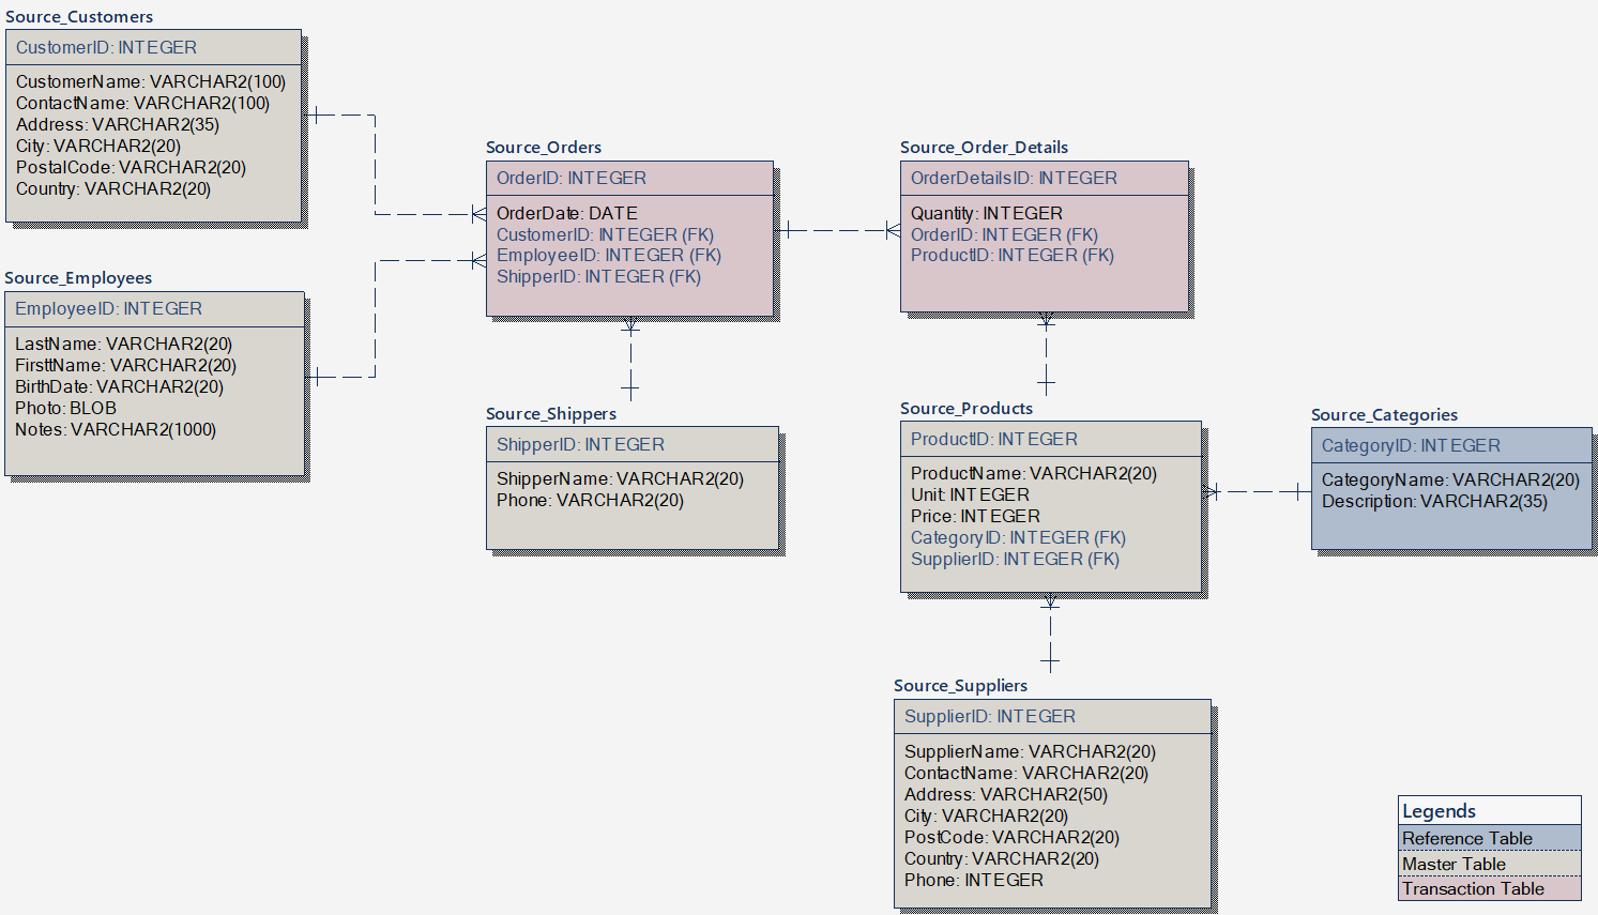 Source_Customers
CustomerID: INTEGER
CustomerName: VARCHAR2(100)
ContactName: VARCHAR2(100)
Address: VARCHAR2(35)
City: VARCHAR2(20)
PostalCode: VARCHAR2(20)
Country: VARCHAR2(20)
Source_Employees
EmployeeID: INTEGER
LastName: VARCHAR2(20)
FirsttName: VARCHAR2(20)
BirthDate: VARCHAR2(20)
Photo: BLOB
Notes: VARCHAR2(1000)
Source_Orders
OrderID: INTEGER
OrderDate: DATE
CustomerID: INTEGER (FK)
EmployeeID: INTEGER (FK)
ShipperID: INTEGER (FK)
Source_Shippers
ShipperID: INTEGER
ShipperName: VARCHAR2(20)
Phone: VARCHAR2(20)
Source_Order_Details
OrderDetailsID: INTEGER
Quantity: INTEGER
OrderID: INTEGER (FK)
ProductID: INTEGER (FK)
Source_Products
ProductID: INTEGER
ProductName: VARCHAR2(20)
Unit: INTEGER
Price: INTEGER
CategoryID: INTEGER (FK)
SupplierID: INTEGER (FK)
Source_Categories
CategoryID: INTEGER
CategoryName: VARCHAR2(20)
Description: VARCHAR2(35)
Source_Suppliers
SupplierID: INTEGER
SupplierName: VARCHAR2(20)
ContactName: VARCHAR2(20)
Address: VARCHAR2(50)
City: VARCHAR2(20)
PostCode: VARCHAR2(20)
Country: VARCHAR2(20)
Phone: INTEGER
Legends
Reference Table
Master Table
Transaction Table